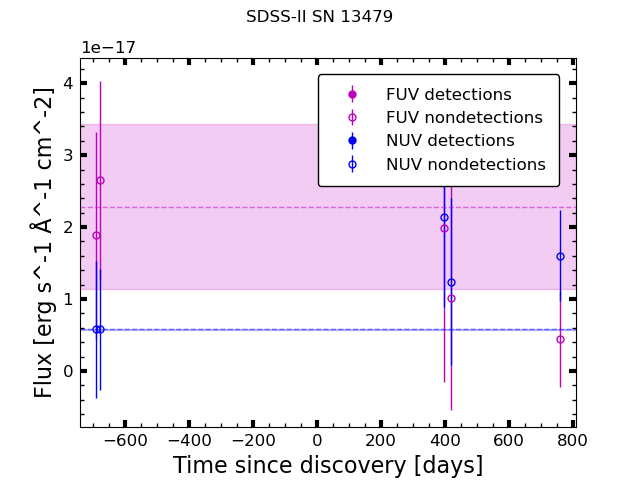 SDSS-II SN 13479
1e−17
FUV detections
FUV nondetections
NUV detections
NUV nondetections
4
3
2
1
0
Flux [erg s^-1 Å^-1 cm^-2]
−600
−400
−200
0
200
400
600
800
Time since discovery [days]